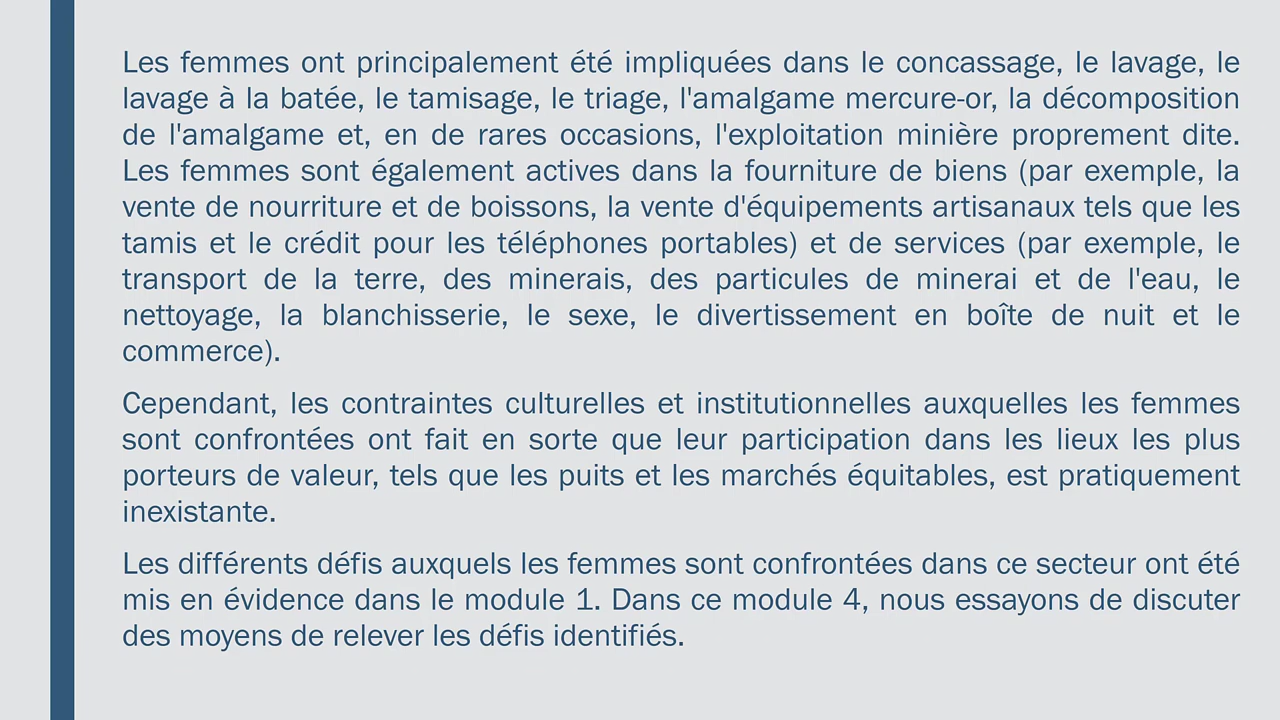 Les femmes ont principalement été impliquées dans le concassage, le lavage, le
lavage à la batée, le tamisage, le triage, l'amalgame mercure-or, la décomposition
de l'amalgame et, en de rares occasions, l'exploitation minière proprement dite.
Les femmes sont également actives dans la fourniture de biens (par exemple, la
vente de nourriture et de boissons, la vente d'équipements artisanaux tels que les
tamis et le crédit pour les téléphones portables) et de services (par exemple, le
transport de la terre, des minerais, des particules de minerai et de l'eau, le
nettoyage, la blanchisserie, le sexe, le divertissement en boîte de nuit et le
commerce).
Cependant, les contraintes culturelles et institutionnelles auxquelles les femmes
sont confrontées ont fait en sorte que leur participation dans les lieux les plus
porteurs de valeur, tels que les puits et les marchés équitables, est pratiquement
inexistante.
Les différents défis auxquels les femmes sont confrontées dans ce secteur ont été
mis en évidence dans le module 1. Dans ce module 4, nous essayons de discuter
des moyens de relever les défis identifiés.